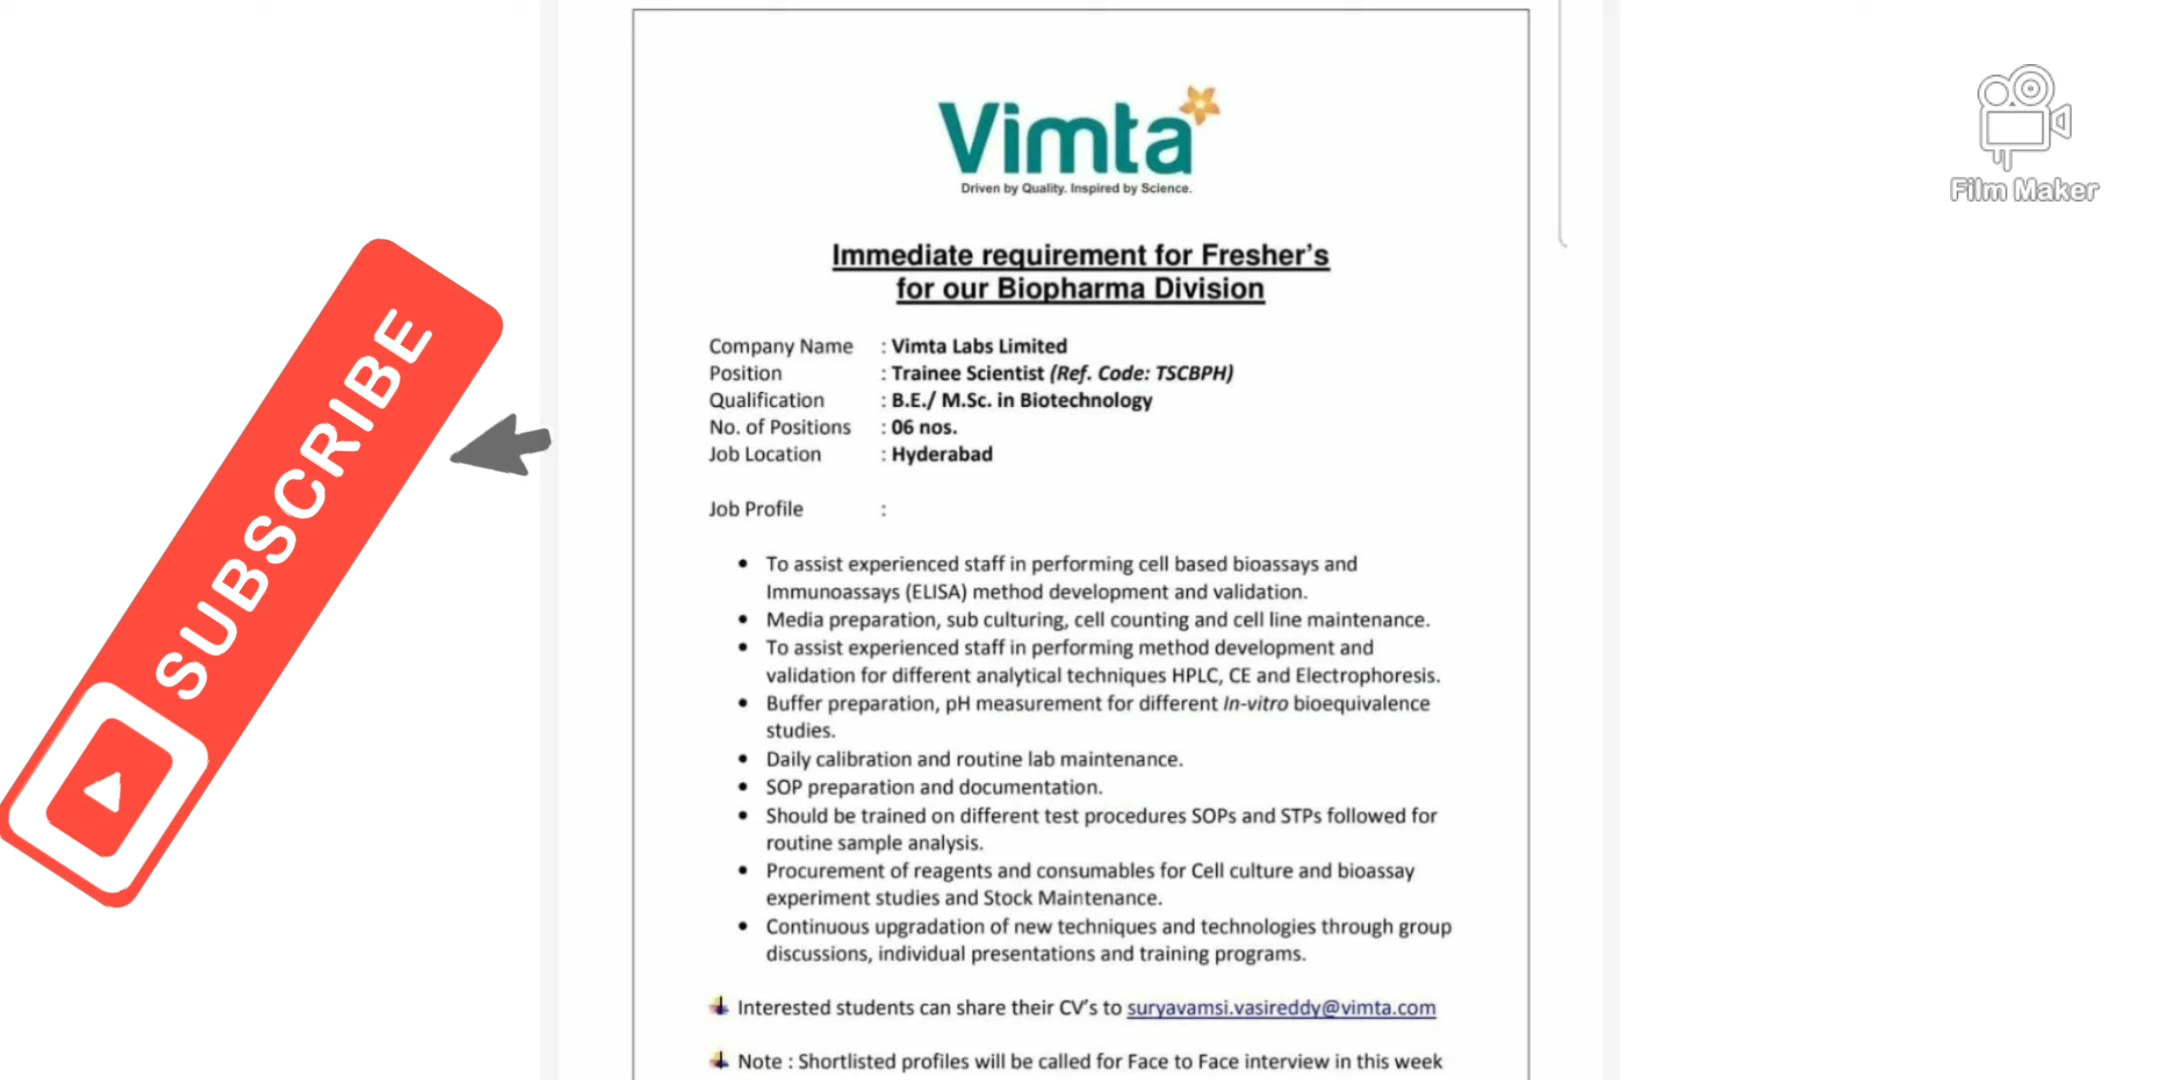 Vimta
Driven by Quality. Inspired by Science.
Film Maker
Immediate requirement for Fresher's
for our Biopharma Division
Company Name : Vimta Labs Limited
Position : Trainee Scientist (Ref. Code: TSCBPH)
Qualification : B.E./ M.Sc. in Biotechnology
No. of Positions : 06 nos.
Job Location : Hyderabad
Job Profile :
SUBSCRIBE
• To assist experienced staff in performing cell based bioassays and
Immunoassays (ELISA) method development and validation.
• Media preparation, sub culturing, cell counting and cell line maintenance.
• To assist experienced staff in performing method development and
validation for different analytical techniques HPLC, CE and Electrophoresis.
• Buffer preparation, pH measurement for different In-vitro bioequivalence
studies.
• Daily calibration and routine lab maintenance.
• SOP preparation and documentation.
• Should be trained on different test procedures SOPs and STPs followed for
routine sample analysis.
• Procurement of reagents and consumables for Cell culture and bioassay
experiment studies and Stock Maintenance.
• Continuous upgradation of new techniques and technologies through group
discussions, individual presentations and training programs.
Interested students can share their CV's to suryavamsi.vasireddy@vimta.com
Note : Shortlisted profiles will be called for Face to Face interview in this week